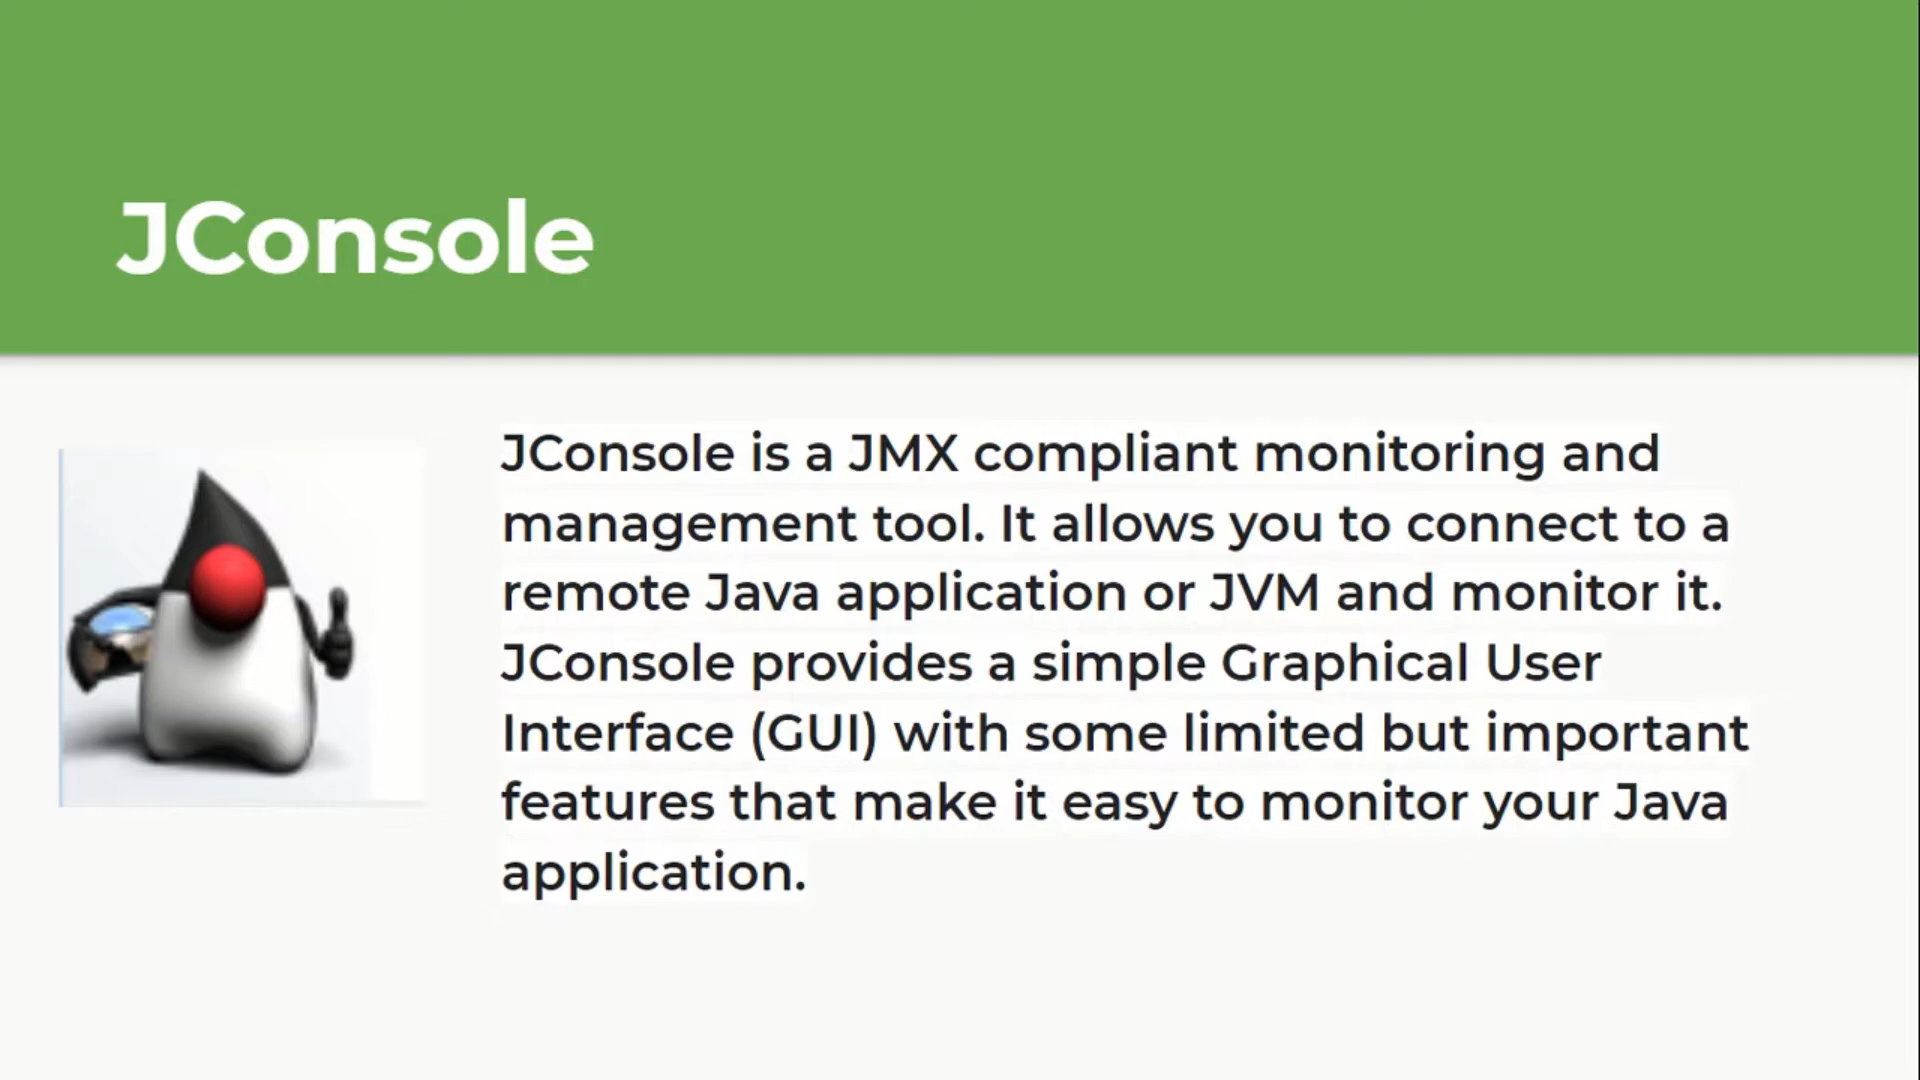 JConsole
JConsole is a JMX compliant monitoring and
management tool. It allows you to connect to a
remote Java application or JVM and monitor it.
JConsole provides a simple Graphical User
Interface (GUI) with some limited but important
features that make it easy to monitor your Java
application.